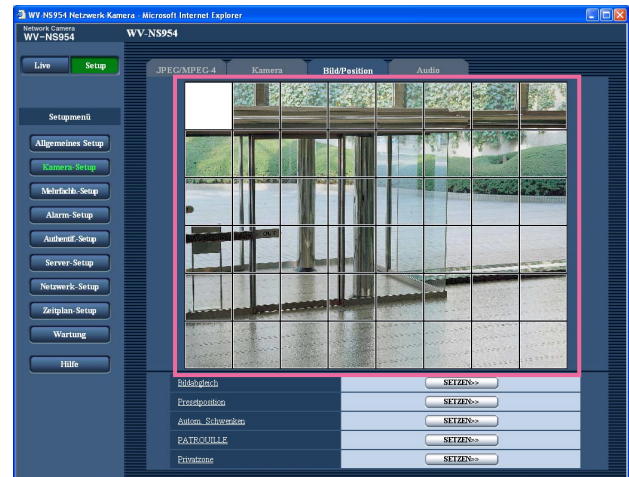 WV-NS954 Netzwerk-Kamera - Microsoft Internet Explorer
Network Camera
WV-NS954
WV-NS954
Live
Setup
JPEG/MPEG-4
Kamera
Bild/Position
Audio
Setupmenü
Allgemeines Setup
Kamera-Setup
Mehrfachb.-Setup
Alarm-Setup
Authentif.-Setup
Server-Setup
Netzwerk-Setup
Zeitplan-Setup
Wartung
Hilfe
Bildabgleich
SETZEN>>
Presetposition
SETZEN>>
Autom. Schwenken
SETZEN>>
PATROUILLE
SETZEN>>
Privatzone
SETZEN>>